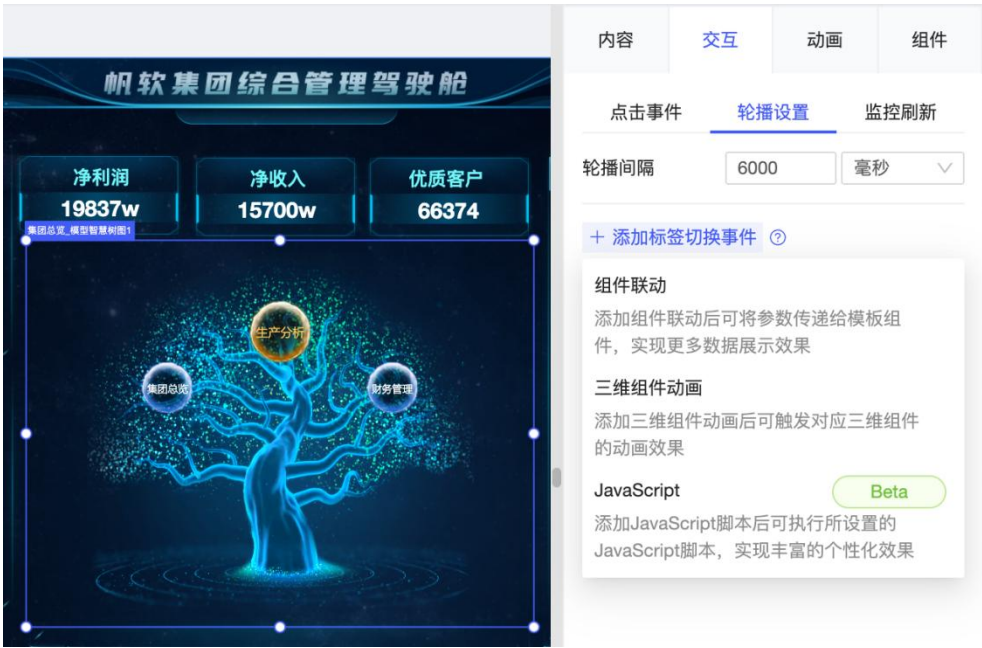 帆软集团综合管理驾驶舱
净利润
净收入
优质客户
19837w
15700w
66374
集团总览_模型智慧树图1
生产分析
集团总览
财务管理
内容
交互
动画
组件
点击事件
轮播设置
监控刷新
轮播间隔
6000
毫秒
+ 添加标签切换事件 ?
组件联动
添加组件联动后可将参数传递给模板组
件，实现更多数据展示效果
三维组件动画
添加三维组件动画后可触发对应三维组件
的动画效果
JavaScript
Beta
添加JavaScript脚本后可执行所设置的
JavaScript脚本，实现丰富的个性化效果